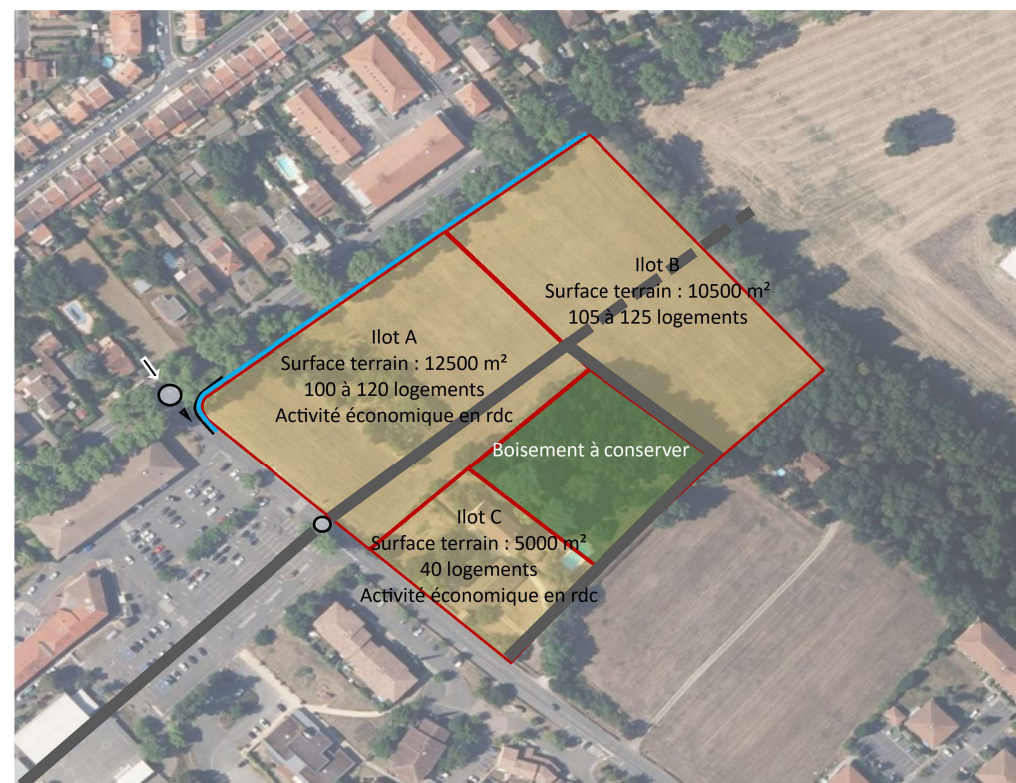 Ilot B
Surface terrain : 10500 m²
105 à 125 logements
Ilot A
Surface terrain : 12500 m²
100 à 120 logements
Activité économique en rdc
Boisement à conserver
Ilot C
Surface terrain : 5000 m²
40 logements
Activité économique en rdc